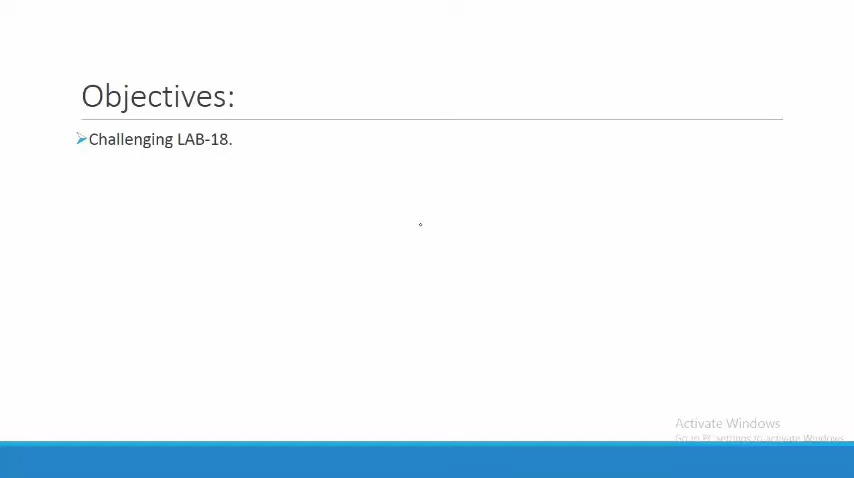 Objectives:
Challenging LAB-18.
Activate Windows
Go to PC settings to activate Windows.